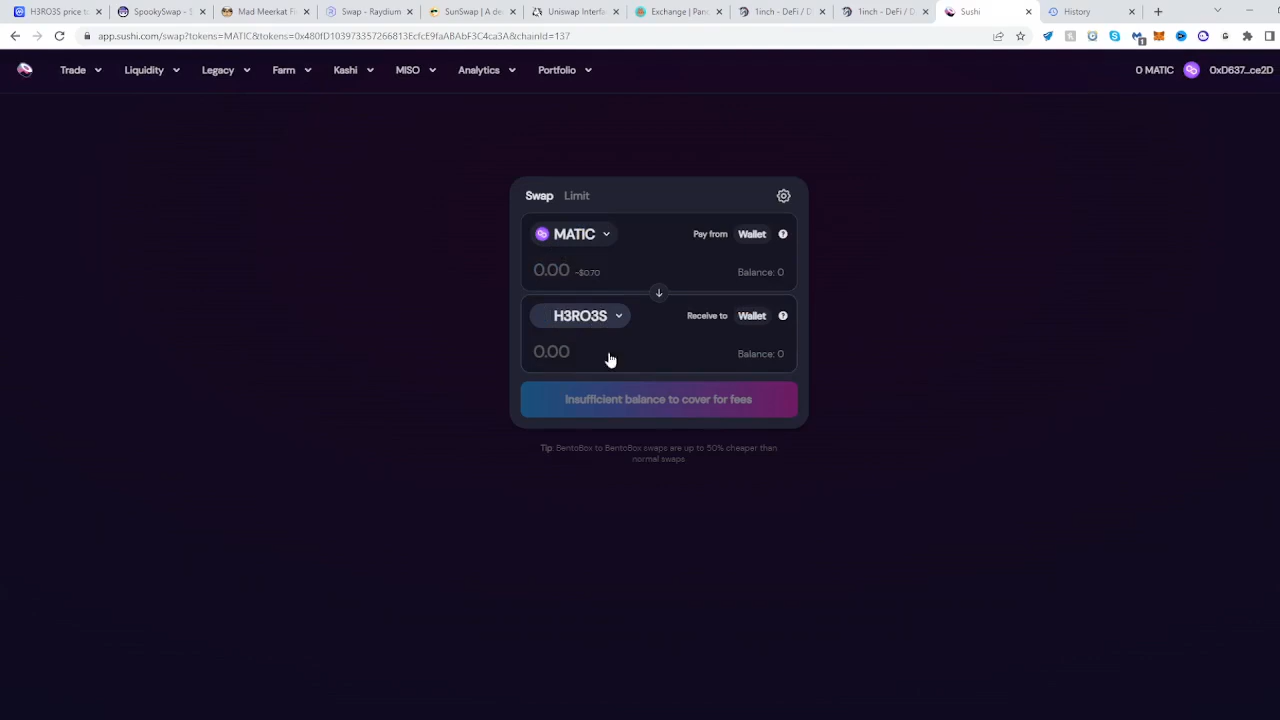 H3RO3S price to
SpookySwap - S
Mad Meerkat Fi
Swap - Raydium
SunSwap | A de
Uniswap Interfa
Exchange | Panc
1inch - DeFi / D
1inch - DeFi / D
Sushi
History
app.sushi.com/swap?tokens=MATIC&tokens=0x480fD103973357266813EcfcE9faABAbF3C4ca3A&chainId=137
1
Trade
Liquidity
Legacy
Farm
Kashi
MISO
Analytics
Portfolio
0 MATIC
0xD637...ce2D
Swap Limit
MATIC
Pay from Wallet ?
0.00 ~$0.70
Balance: 0
H3RO3S
Receive to Wallet ?
0.00
Balance: 0
Insufficient balance to cover for fees
Tip: BentoBox to BentoBox swaps are up to 50% cheaper than
normal swaps